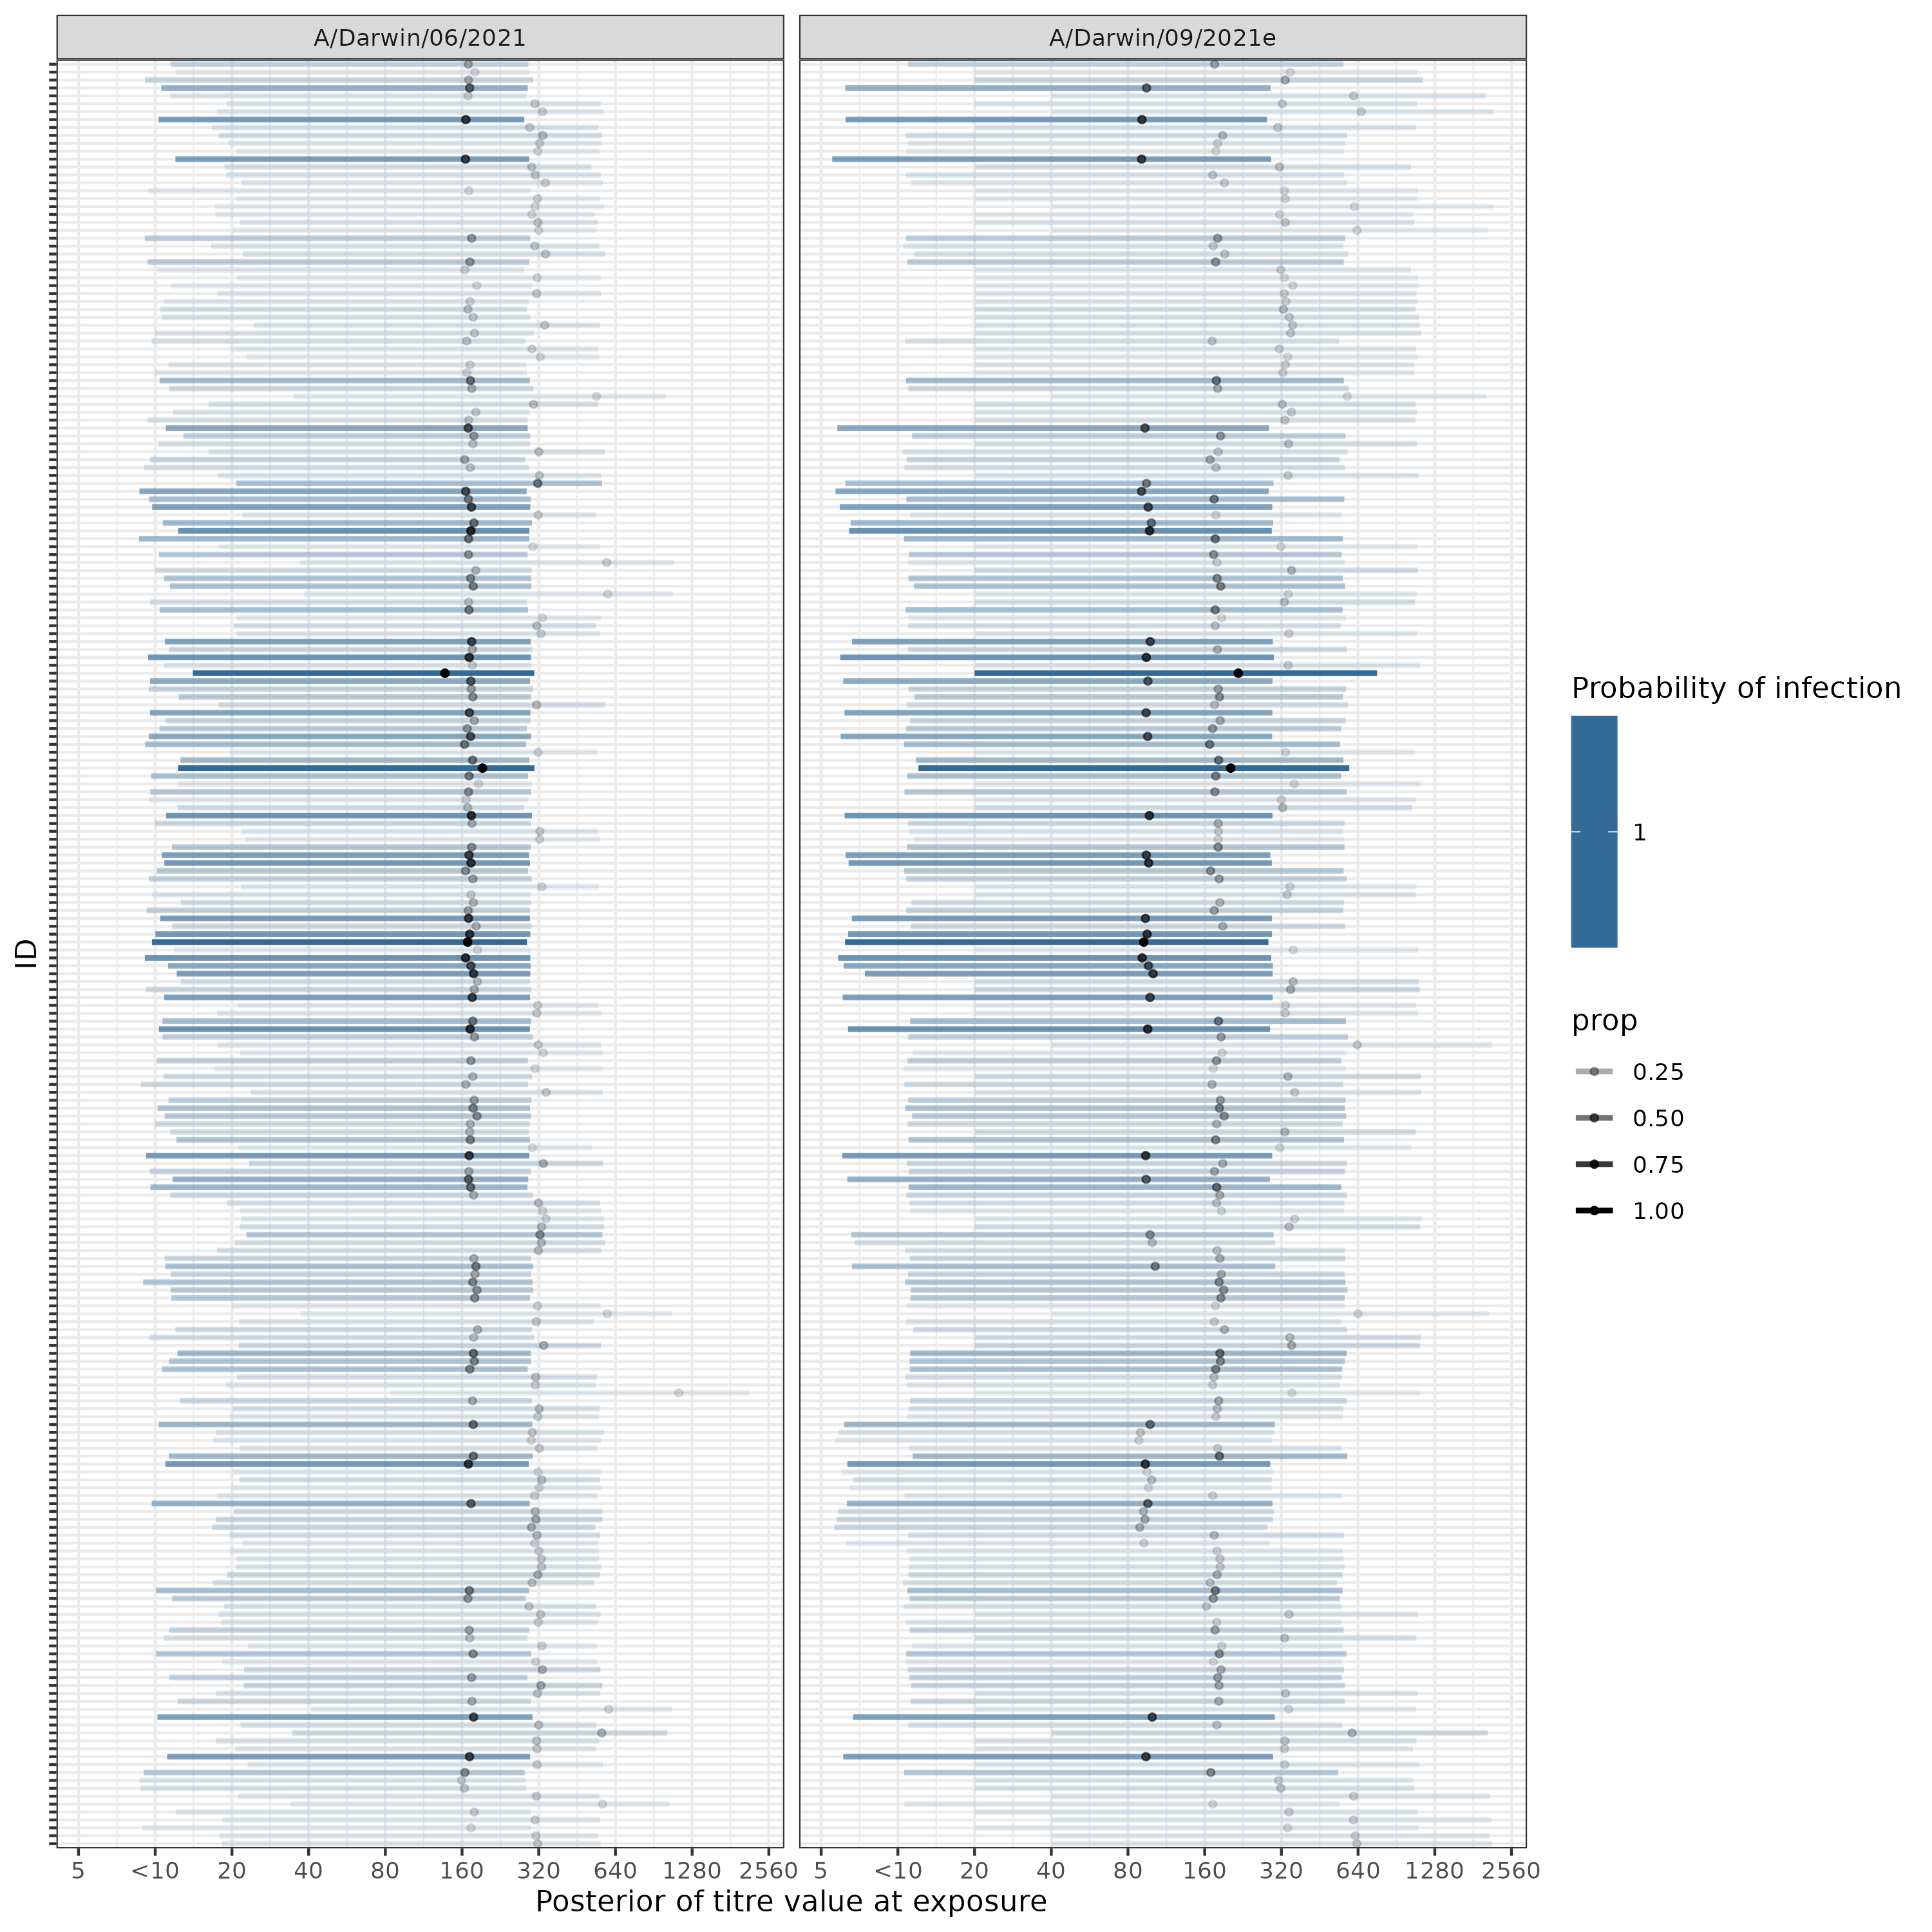 A/Darwin/06/2021
A/Darwin/09/2021e
ID
5 <10 20 40 80 160 320 640 1280 2560
5 <10 20 40 80 160 320 640 1280 2560
Posterior of titre value at exposure
Probability of infection
1
prop
0.25
0.50
0.75
1.00